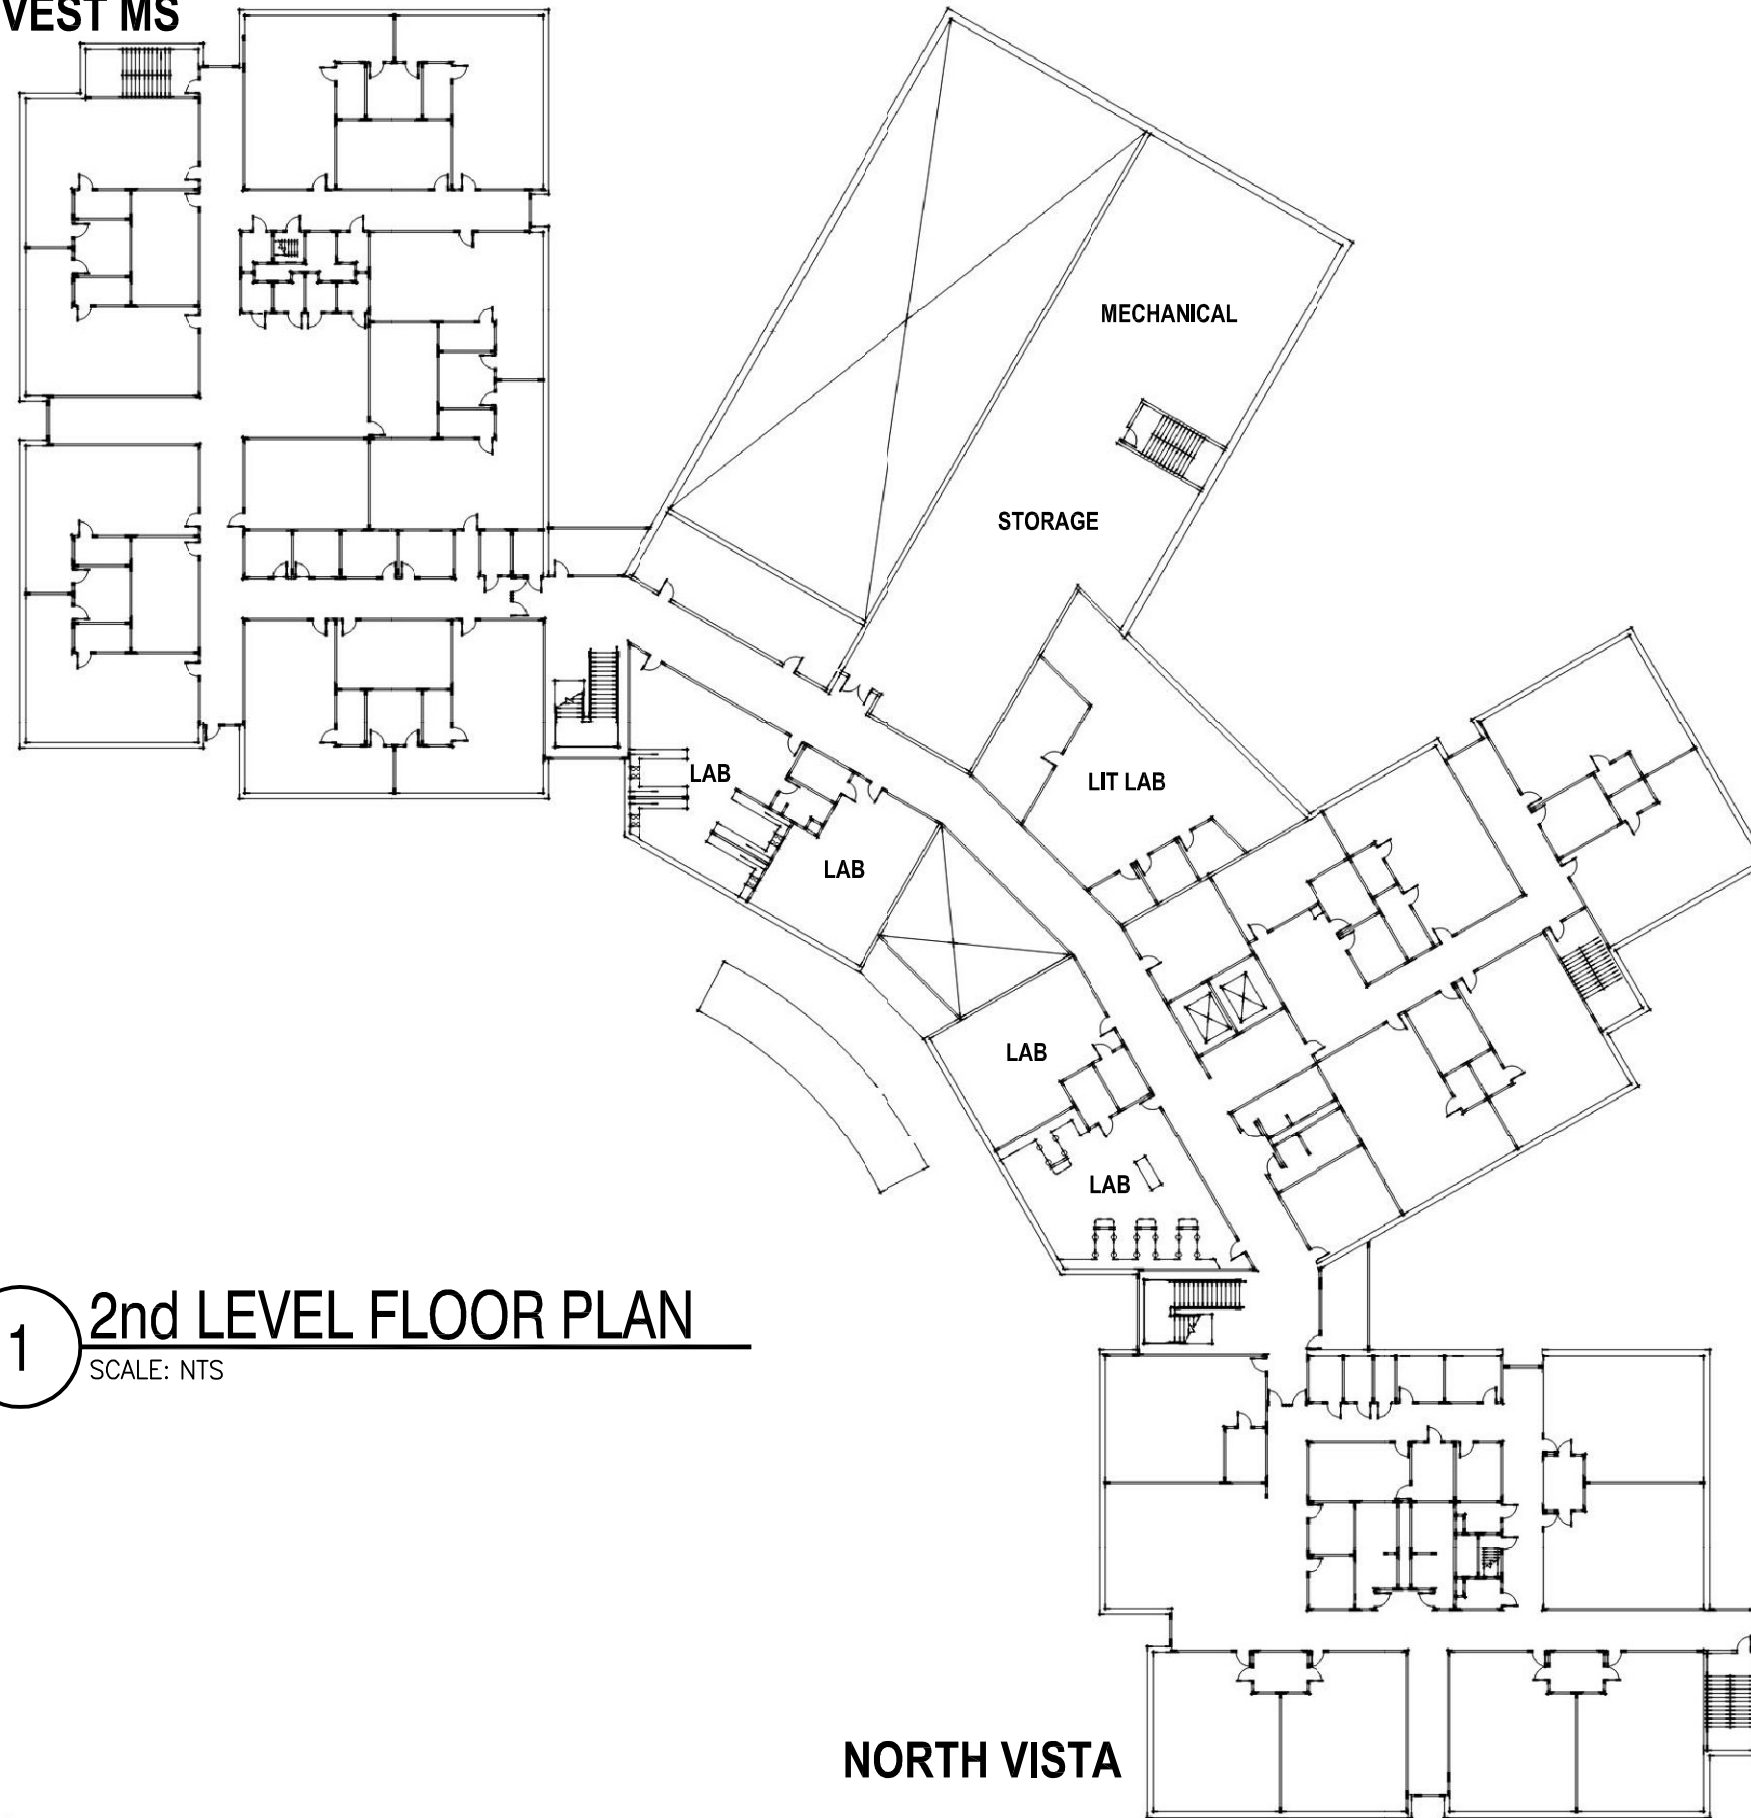 VEST MS
MECHANICAL
STORAGE
LAB
LIT LAB
LAB
LAB
LAB
1
2nd LEVEL FLOOR PLAN
SCALE: NTS
NORTH VISTA